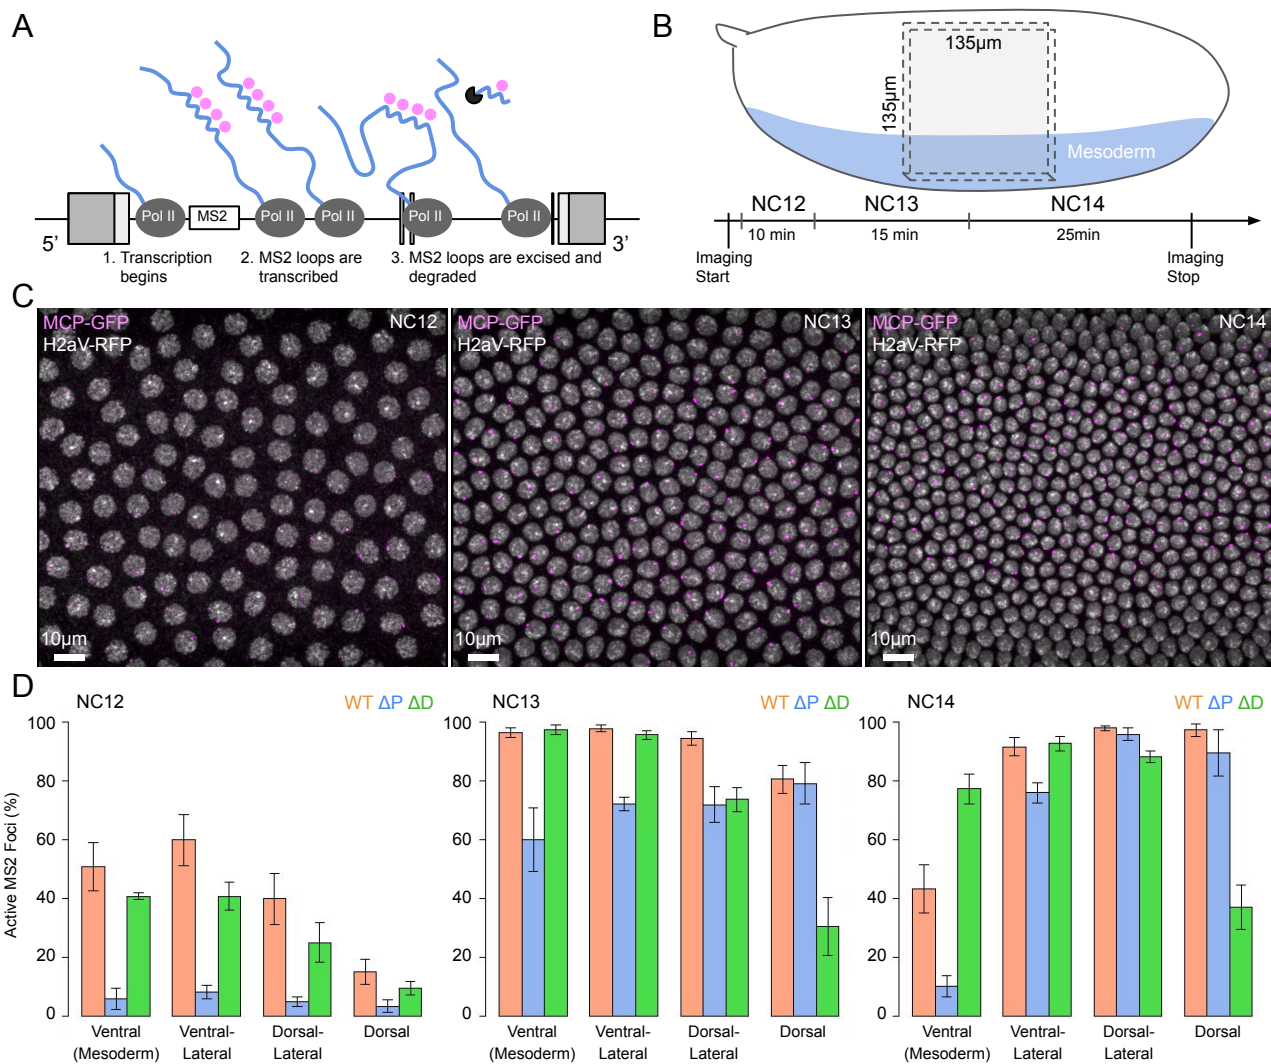 A
Pol II
MS2
Pol II
Pol II
Pol II
Pol II
5’
3’
1. Transcription
begins
2. MS2 loops are
transcribed
3. MS2 loops are excised and
degraded
B
135µm
135µm
Mesoderm
NC12
NC13
NC14
10 min
15 min
25min
Imaging
Start
Imaging
Stop
C
MCP-GFP
H2aV-RFP
NC12
10µm
MCP-GFP
H2aV-RFP
NC13
10µm
MCP-GFP
H2aV-RFP
NC14
10µm
D
Active MS2 Foci (%)
NC12
WT ΔP ΔD
100
80
60
40
20
0
Ventral
(Mesoderm)
Ventral-
Lateral
Dorsal-
Lateral
Dorsal
NC13
WT ΔP ΔD
100
80
60
40
20
0
Ventral
(Mesoderm)
Ventral-
Lateral
Dorsal-
Lateral
Dorsal
NC14
WT ΔP ΔD
100
80
60
40
20
0
Ventral
(Mesoderm)
Ventral-
Lateral
Dorsal-
Lateral
Dorsal